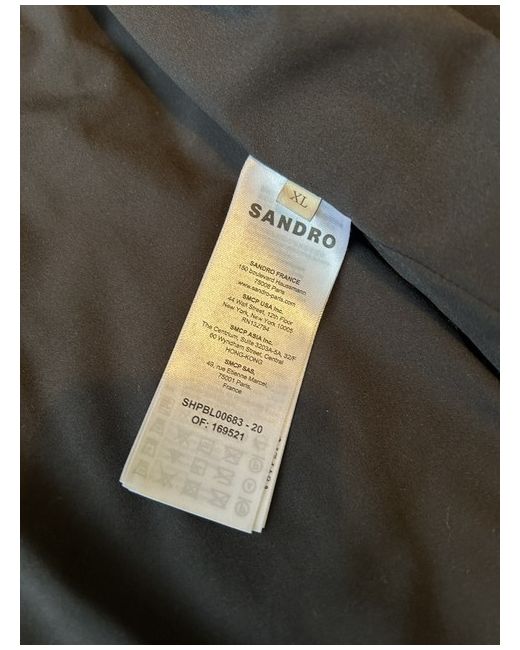 XL
SANDRO
SANDRO FRANCE
150 boulevard Haussmann
75008 Paris
www.sandro-paris.com
SMCP USA Inc.
44 Wall Street, 12th Floor
New York, New York 10005
RN132784
SMCP ASIA Inc.
The Centrium, Suite 3203A-5A, 32/F
60 Wyndham Street, Central
HONG-KONG
SMCP SAS,
49, rue Etienne Marcel,
75001 Paris,
France
SHPBL00683 - 20
OF: 169521